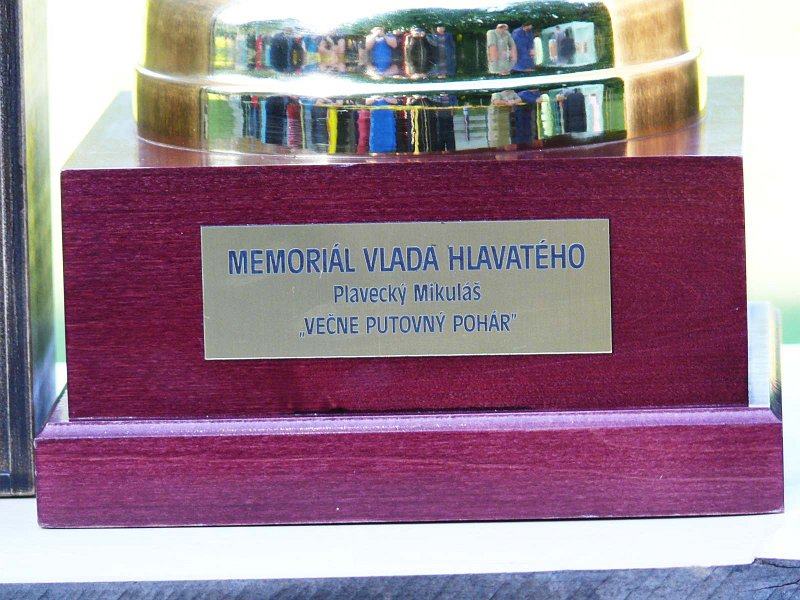 MEMORIÁL VLADA HLAVATÉHO
Plavecký Mikuláš
„VEČNE PUTOVNÝ POHÁR"